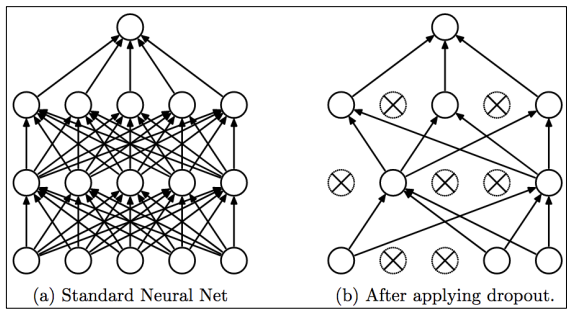 (a) Standard Neural Net
(b) After applying dropout.